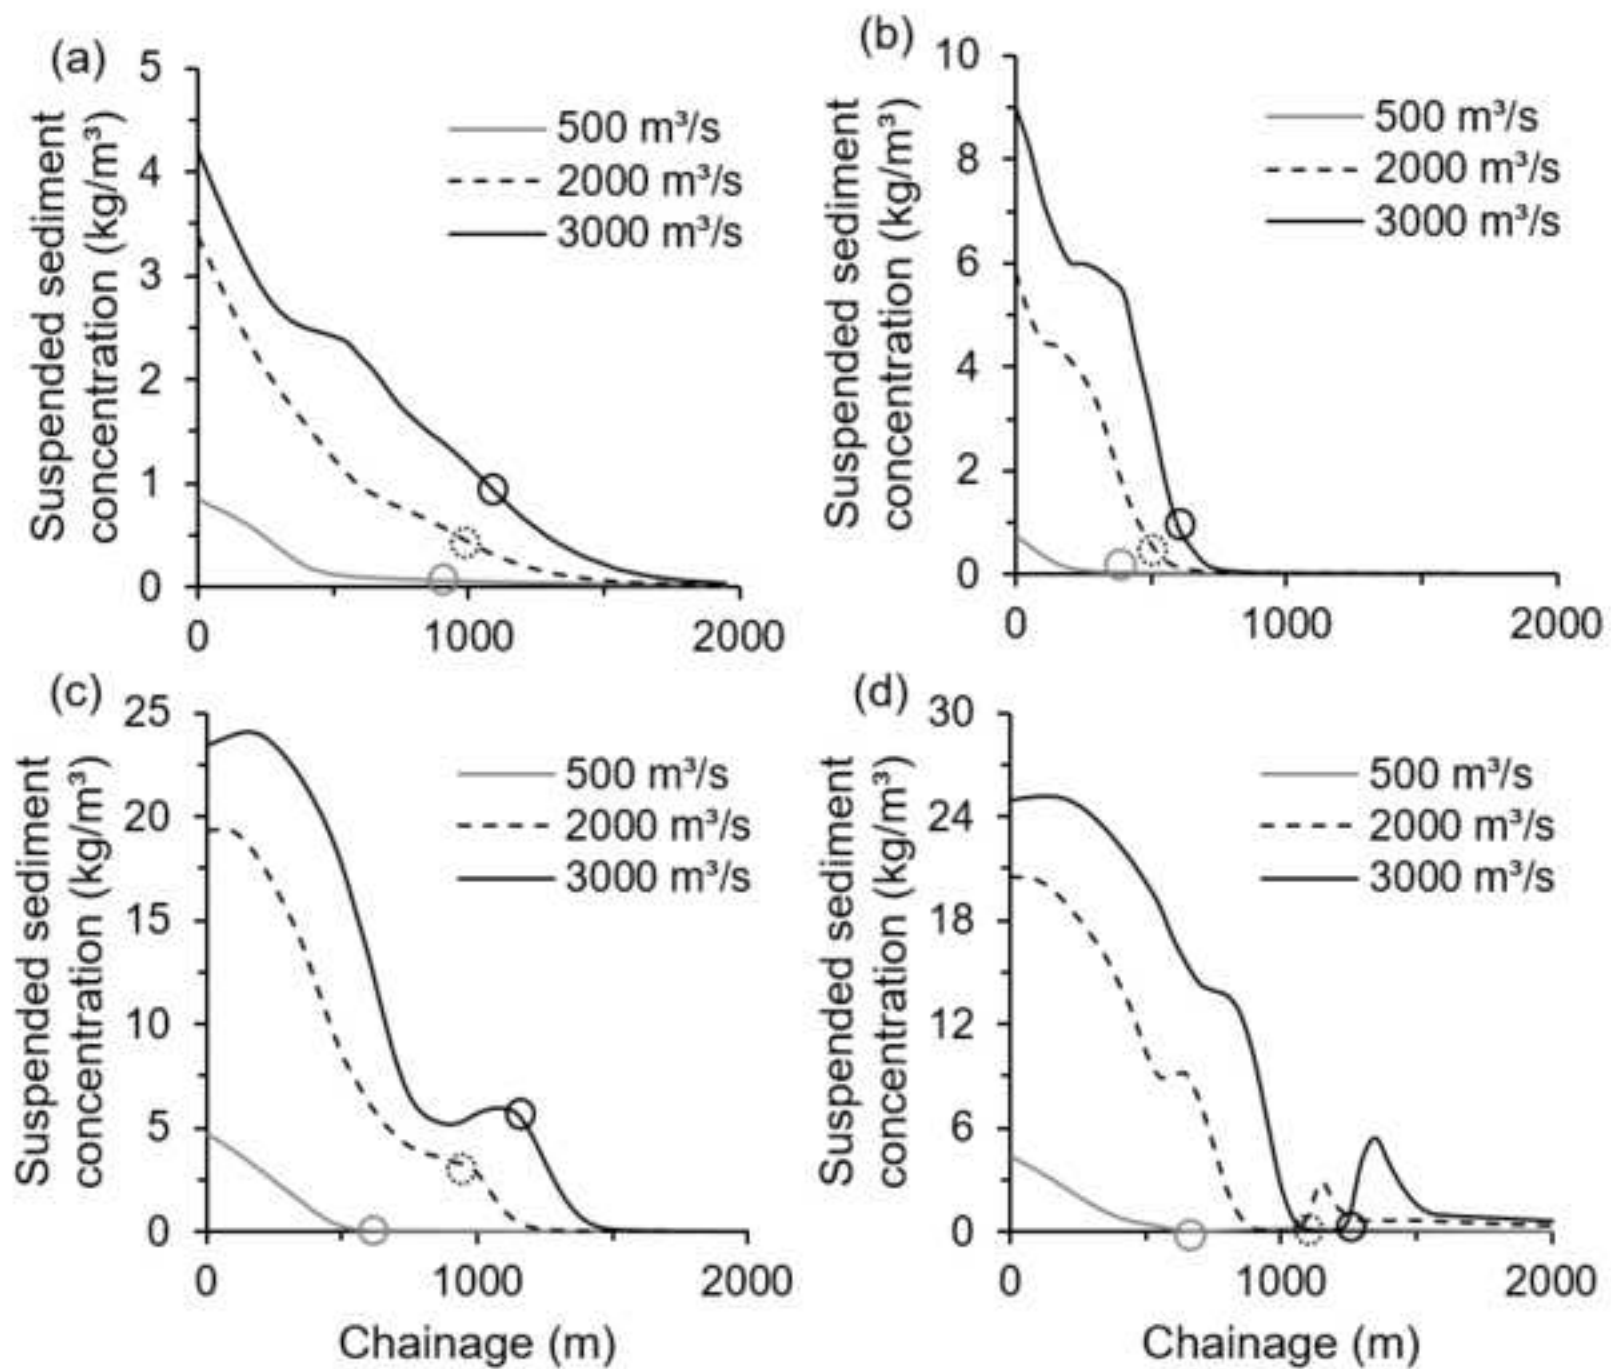 (a)
Suspended sediment
concentration (kg/m³)
5
4
3
2
1
0
0
1000
2000
500 m³/s
2000 m³/s
3000 m³/s
(b)
Suspended sediment
concentration (kg/m³)
10
8
6
4
2
0
0
1000
2000
500 m³/s
2000 m³/s
3000 m³/s
(c)
Suspended sediment
concentration (kg/m³)
25
20
15
10
5
0
0
1000
2000
500 m³/s
2000 m³/s
3000 m³/s
Chainage (m)
(d)
Suspended sediment
concentration (kg/m³)
30
24
18
12
6
0
0
1000
2000
500 m³/s
2000 m³/s
3000 m³/s
Chainage (m)